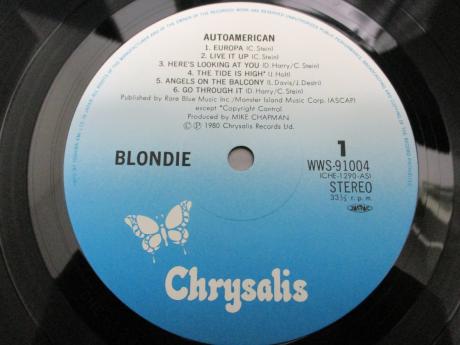 AUTOAMERICAN
1. EUROPA (C. Stein)
2. LIVE IT UP (C. Stein)
3. HERE'S LOOKING AT YOU (D. Harry/C. Stein)
4. THE TIDE IS HIGH* (J. Holt)
5. ANGELS ON THE BALCONY (L. Davis/J. Destri)
6. GO THROUGH IT (D. Harry/C. Stein)
Published by Rare Blue Music Inc./Monster Island Music Corp. (ASCAP)
except *Copyright Control
Produced by MIKE CHAPMAN
©℗ 1980 Chrysalis Records Ltd.
BLONDIE
1
WWS-91004
(CHE-1290-AS)
STEREO
33⅓ r.p.m.
Chrysalis